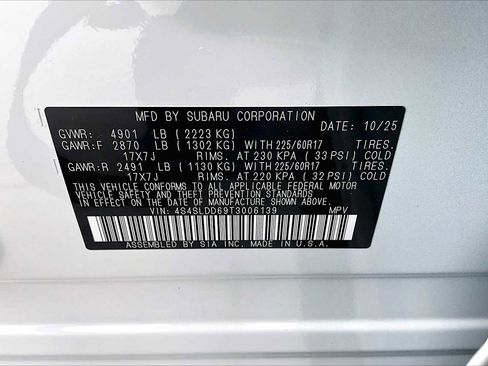 MFD BY SUBARU CORPORATION
GVWR: 4901 LB (2223 KG) DATE: 10/25
GAWR:F 2870 LB (1302 KG) WITH 225/60R17 TIRES.
17X7J RIMS. AT 230 KPA (33 PSI) COLD
GAWR:R 2491 LB (1130 KG) WITH 225/60R17 TIRES.
17X7J RIMS. AT 220 KPA (32 PSI) COLD
THIS VEHICLE CONFORMS TO ALL APPLICABLE FEDERAL MOTOR
VEHICLE SAFETY AND THEFT PREVENTION STANDARDS
IN EFFECT ON THE DATE OF MANUFACTURE SHOWN ABOVE.
VIN: 4S4SLDD69T3006139 MPV
ASSEMBLED BY SIA INC. IN U.S.A.